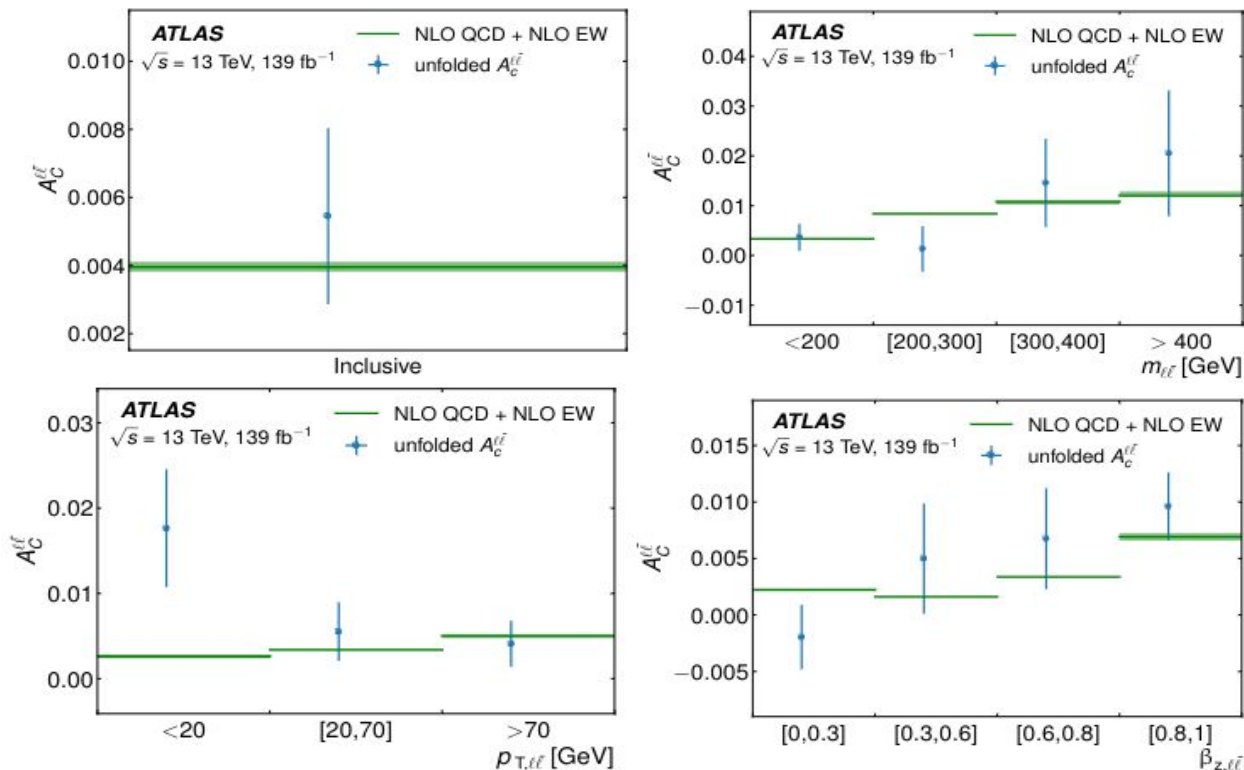 ATLAS
√s = 13 TeV, 139 fb⁻¹
NLO QCD + NLO EW
unfolded A_c^{ℓℓ̄}
0.010
0.008
0.006
0.004
0.002
A_C^{ℓℓ̄}
Inclusive
ATLAS
√s = 13 TeV, 139 fb⁻¹
NLO QCD + NLO EW
unfolded A_c^{ℓℓ̄}
0.04
0.03
0.02
0.01
0.00
−0.01
A_C^{ℓℓ̄}
<200 [200,300] [300,400] > 400
m_{ℓℓ̄} [GeV]
ATLAS
√s = 13 TeV, 139 fb⁻¹
NLO QCD + NLO EW
unfolded A_c^{ℓℓ̄}
0.03
0.02
0.01
0.00
A_C^{ℓℓ̄}
<20 [20,70] >70
p_{T,ℓℓ̄} [GeV]
ATLAS
√s = 13 TeV, 139 fb⁻¹
NLO QCD + NLO EW
unfolded A_c^{ℓℓ̄}
0.015
0.010
0.005
0.000
−0.005
A_C^{ℓℓ̄}
[0,0.3] [0.3,0.6] [0.6,0.8] [0.8,1]
β_{z,ℓℓ̄}